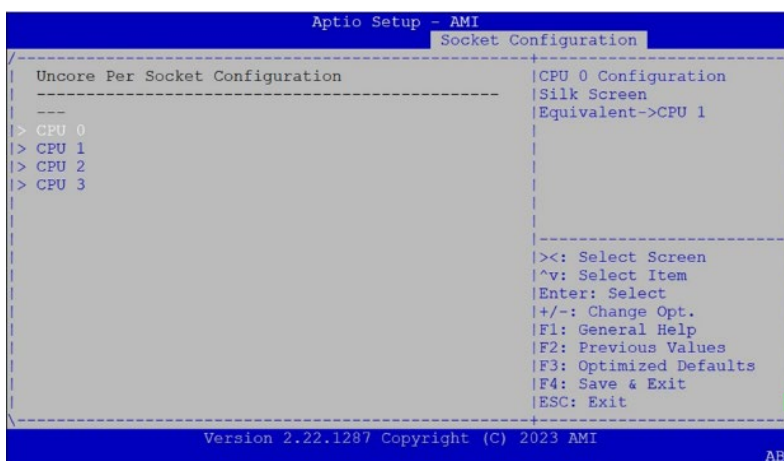 Aptio Setup - AMI
Socket Configuration
Uncore Per Socket Configuration
---
> CPU 0
> CPU 1
> CPU 2
> CPU 3
CPU 0 Configuration
Silk Screen
Equivalent->CPU 1
><: Select Screen
^v: Select Item
Enter: Select
+/-: Change Opt.
F1: General Help
F2: Previous Values
F3: Optimized Defaults
F4: Save & Exit
ESC: Exit
Version 2.22.1287 Copyright (C) 2023 AMI